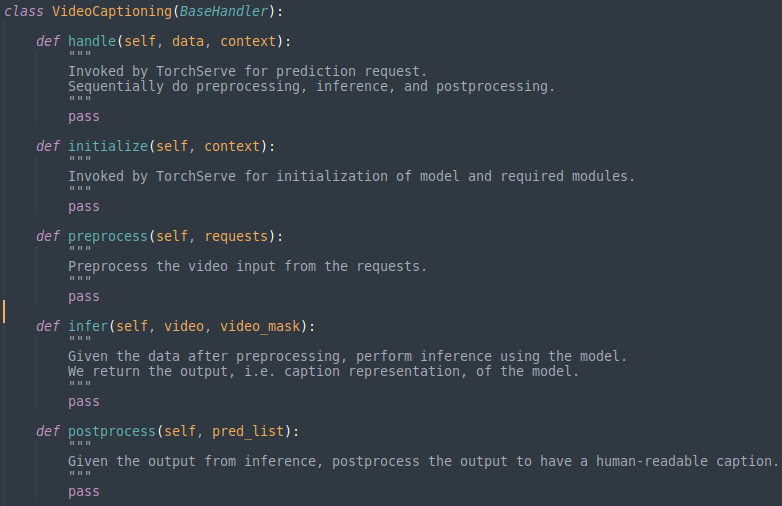 class VideoCaptioning(BaseHandler):
def handle(self, data, context):
"""
Invoked by TorchServe for prediction request.
Sequentially do preprocessing, inference, and postprocessing.
"""
pass
def initialize(self, context):
"""
Invoked by TorchServe for initialization of model and required modules.
"""
pass
def preprocess(self, requests):
"""
Preprocess the video input from the requests.
"""
pass
def infer(self, video, video_mask):
"""
Given the data after preprocessing, perform inference using the model.
We return the output, i.e. caption representation, of the model.
"""
pass
def postprocess(self, pred_list):
"""
Given the output from inference, postprocess the output to have a human-readable caption.
"""
pass